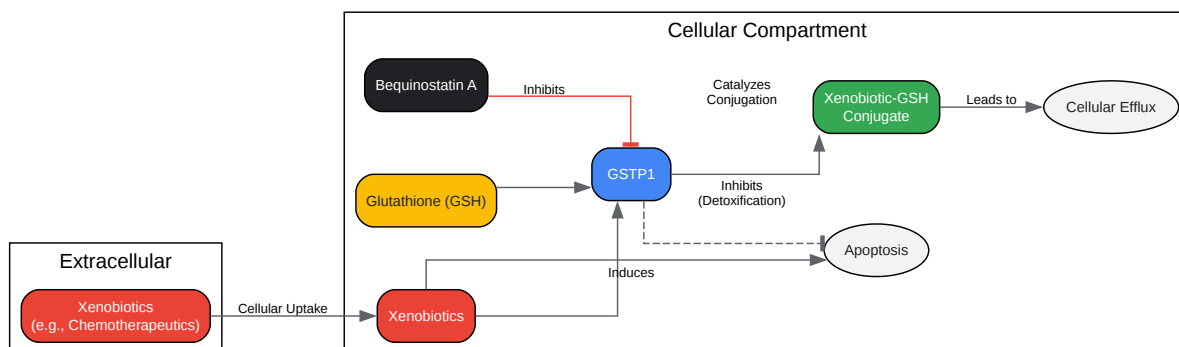 Cellular Compartment
Bequinostatin A
Inhibits
Catalyzes
Conjugation
Xenobiotic-GSH
Conjugate
Leads to
Cellular Efflux
GSTP1
Glutathione (GSH)
Inhibits
(Detoxification)
Apoptosis
Induces
Extracellular
Xenobiotics
(e.g., Chemotherapeutics)
Cellular Uptake
Xenobiotics